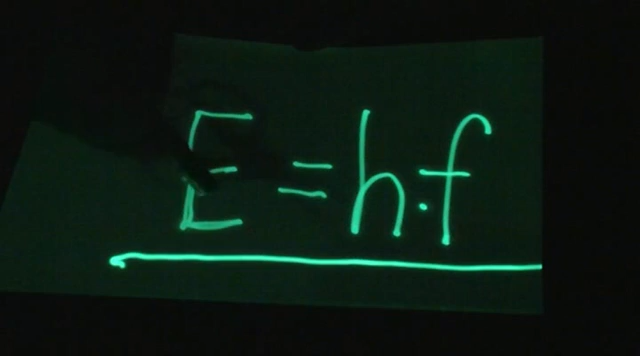 E = h·f